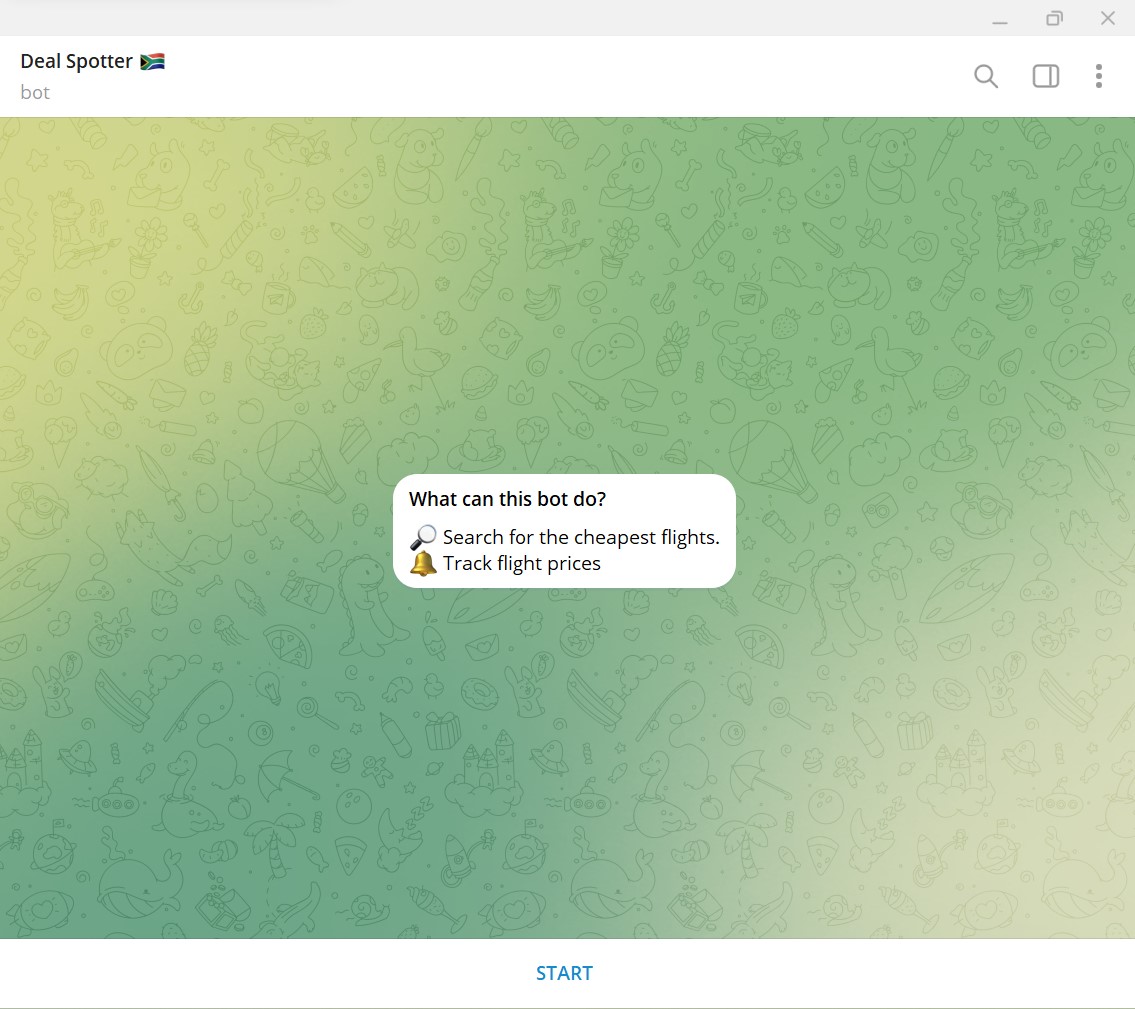 Deal Spotter 🇿🇦
bot
What can this bot do?
🔎 Search for the cheapest flights.
🔔 Track flight prices
START